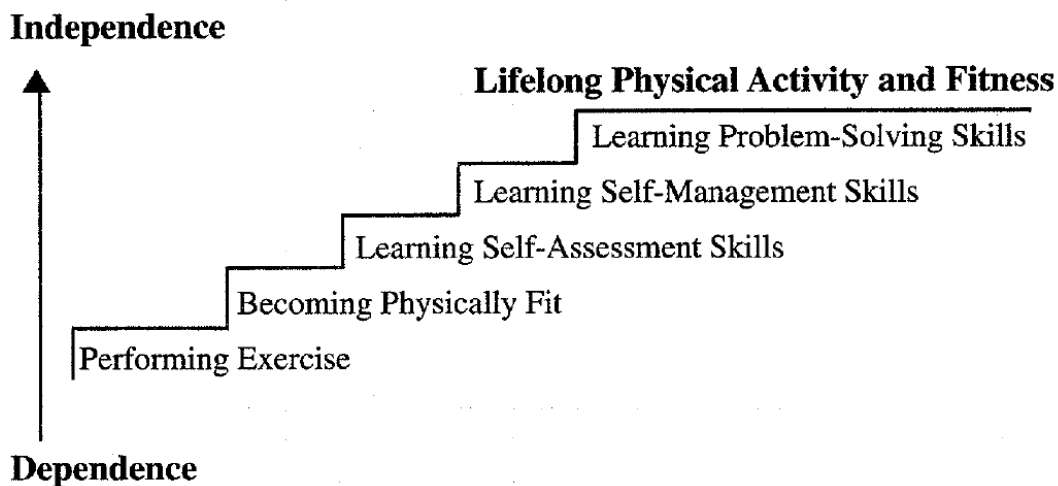 Independence
Lifelong Physical Activity and Fitness
Learning Problem-Solving Skills
Learning Self-Management Skills
Learning Self-Assessment Skills
Becoming Physically Fit
Performing Exercise
Dependence